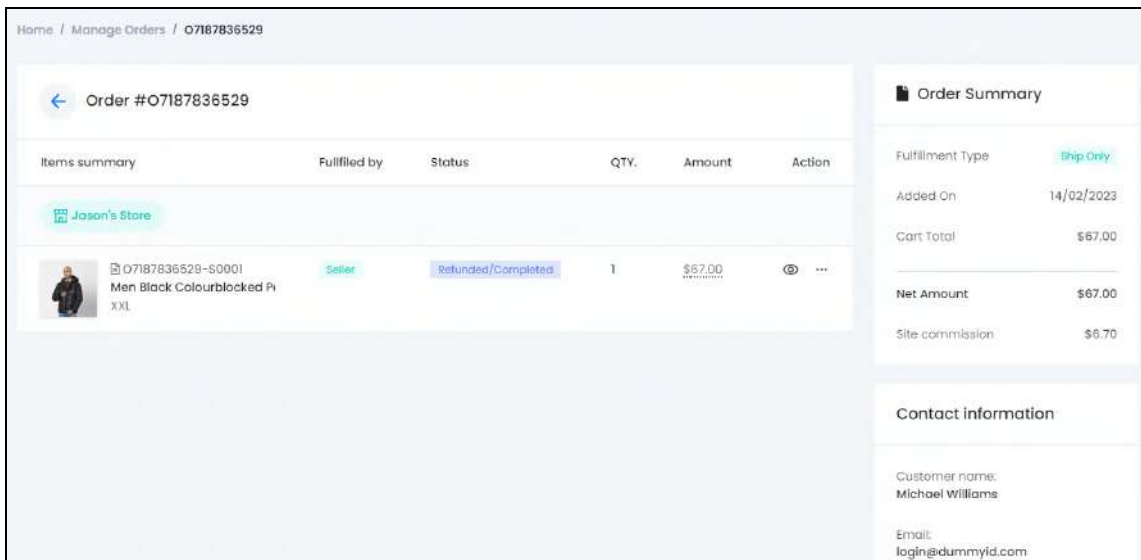 Home / Manage Orders / O7187836529
Order #O7187836529
Items summary Fullfiled by Status QTY. Amount Action
Jason's Store
O7187836529-S0001 Seller Refunded/Completed 1 $67.00
Men Black Colourblocked
XXL
Order Summary
Fulfillment Type Ship Only
Added On 14/02/2023
Cart Total $67.00
Net Amount $67.00
Site commission $6.70
Contact information
Customer name:
Michael Williams
Email:
login@dummyid.com